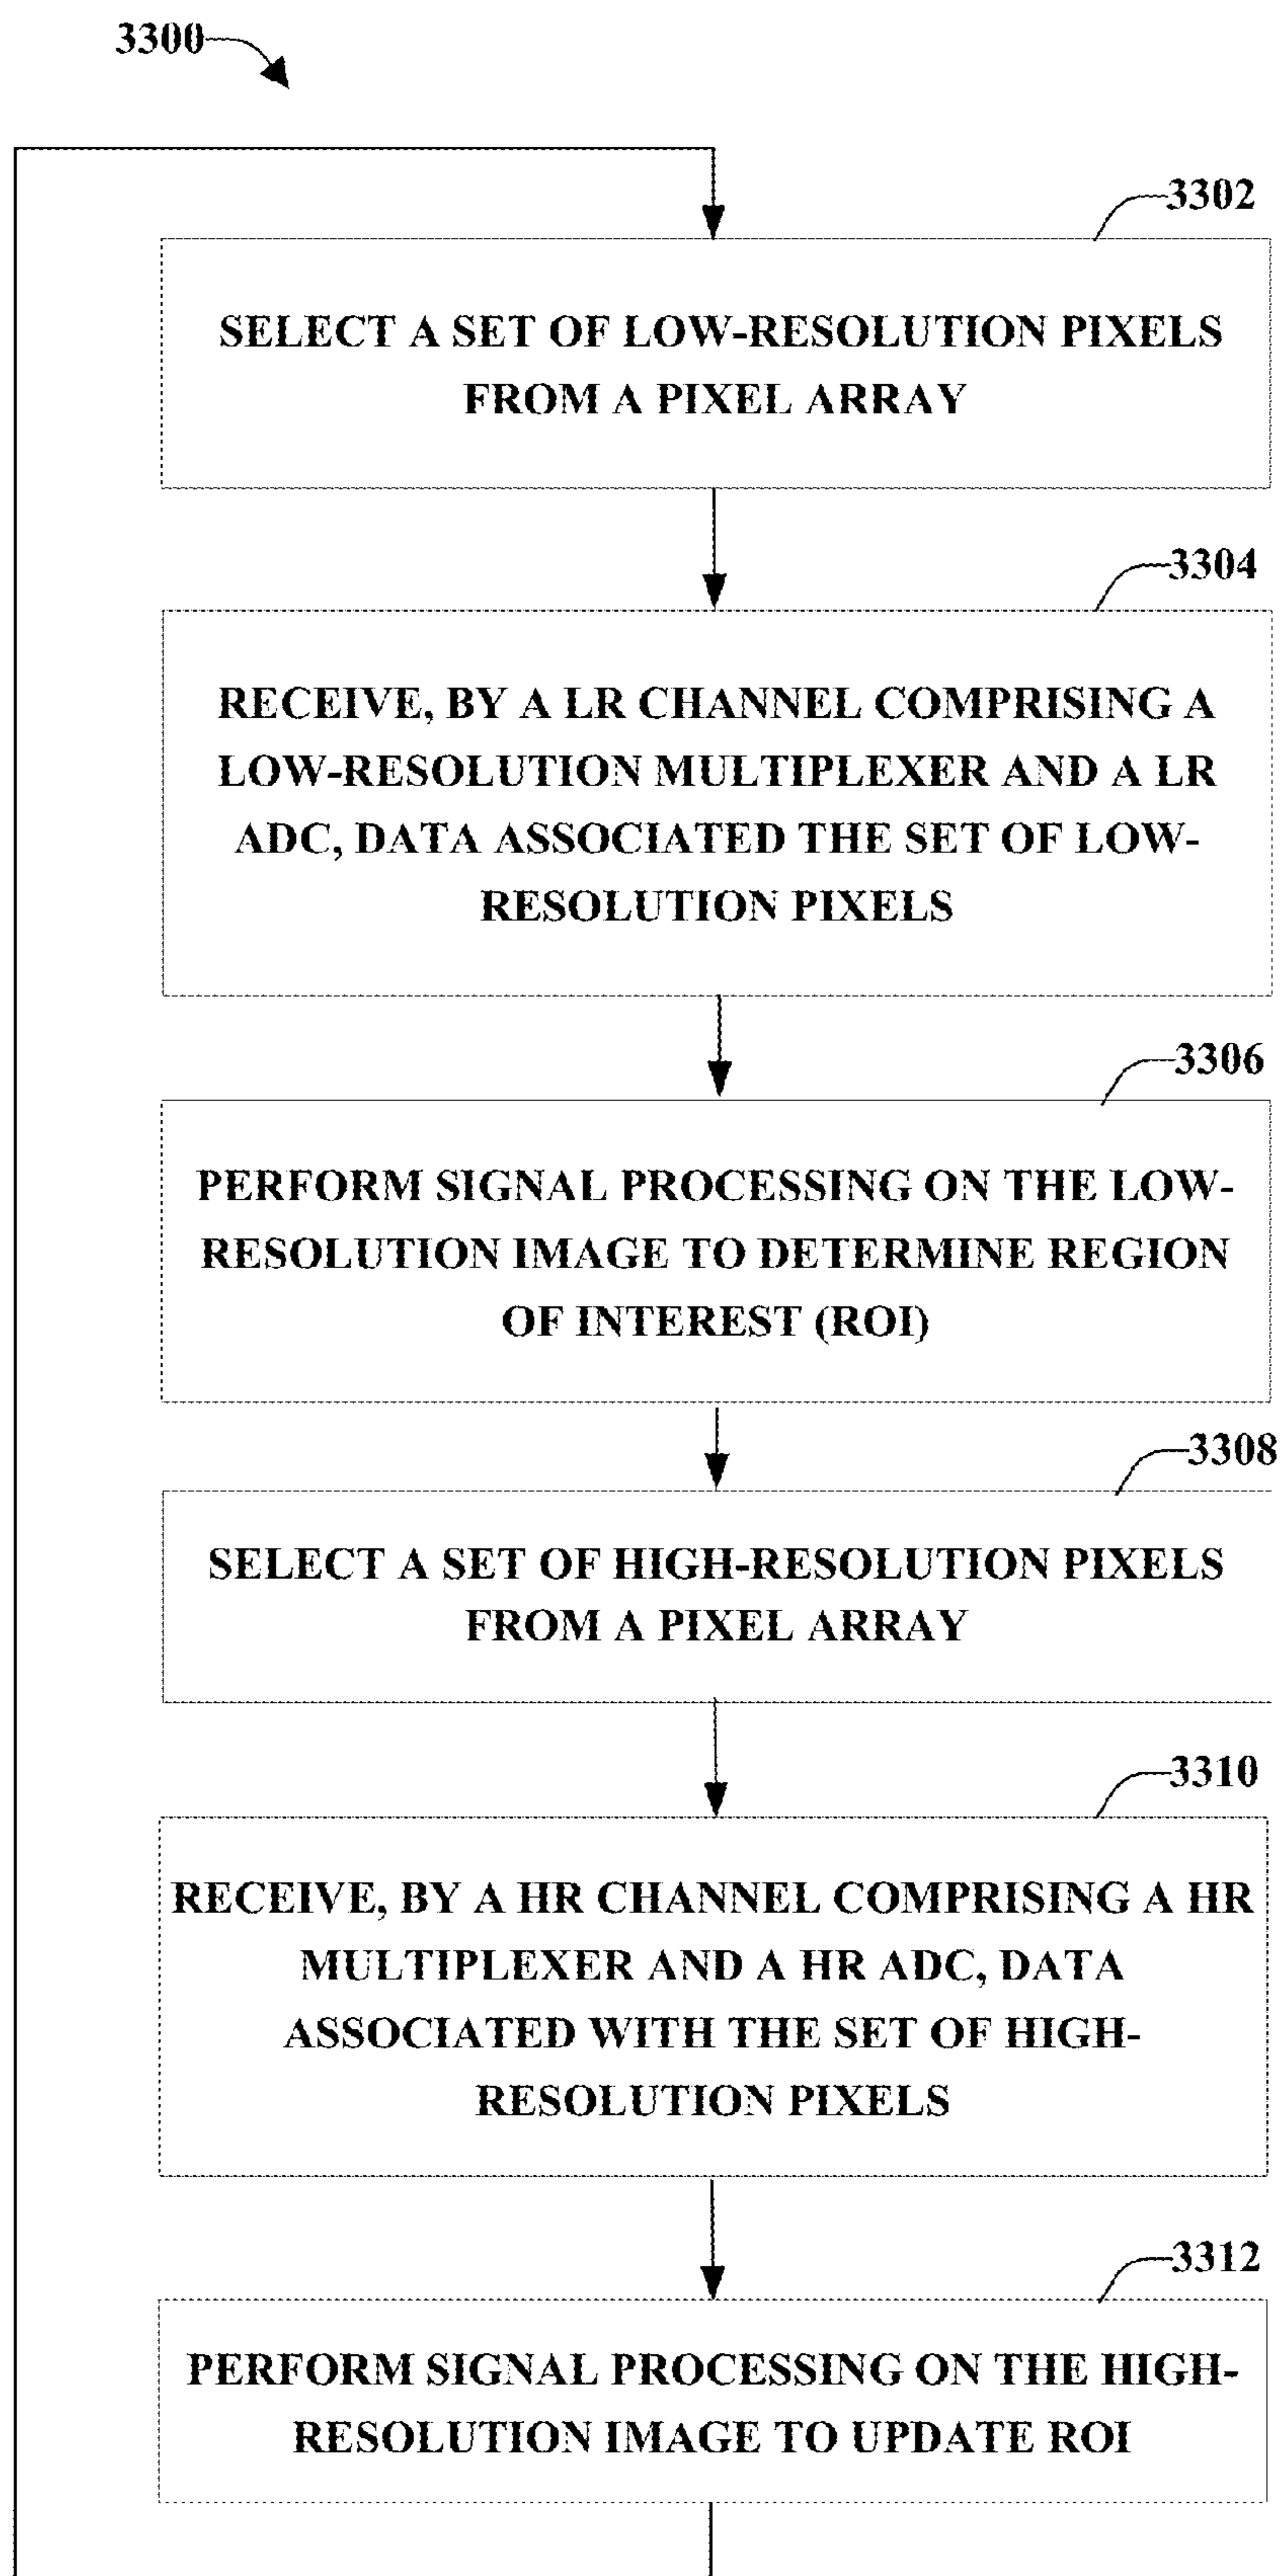 3300
3302
SELECT A SET OF LOW-RESOLUTION PIXELS
FROM A PIXEL ARRAY
3304
RECEIVE, BY A LR CHANNEL COMPRISING A
LOW-RESOLUTION MULTIPLEXER AND A LR
ADC, DATA ASSOCIATED THE SET OF LOW-
RESOLUTION PIXELS
3306
PERFORM SIGNAL PROCESSING ON THE LOW-
RESOLUTION IMAGE TO DETERMINE REGION
OF INTEREST (ROI)
3308
SELECT A SET OF HIGH-RESOLUTION PIXELS
FROM A PIXEL ARRAY
3310
RECEIVE, BY A HR CHANNEL COMPRISING A HR
MULTIPLEXER AND A HR ADC, DATA
ASSOCIATED WITH THE SET OF HIGH-
RESOLUTION PIXELS
3312
PERFORM SIGNAL PROCESSING ON THE HIGH-
RESOLUTION IMAGE TO UPDATE ROI